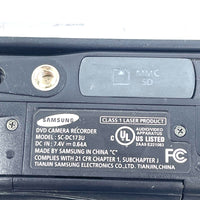 MMC
SD
SAMSUNG
CLASS 1 LASER PRODUCT
DVD CAMERA RECORDER
MODEL: SC-DC173U
DC IN : 7.4V ⎓ 0.64A
MADE BY SAMSUNG IN CHINA "C"
COMPLIES WITH 21 CFR CHAPTER 1, SUBCHAPTER J
TIANJIN SAMSUNG ELECTRONICS CO., LTD. TIANJIN, CHINA
UL
AUDIO/VIDEO
APPARATUS
US LISTED
C
FC